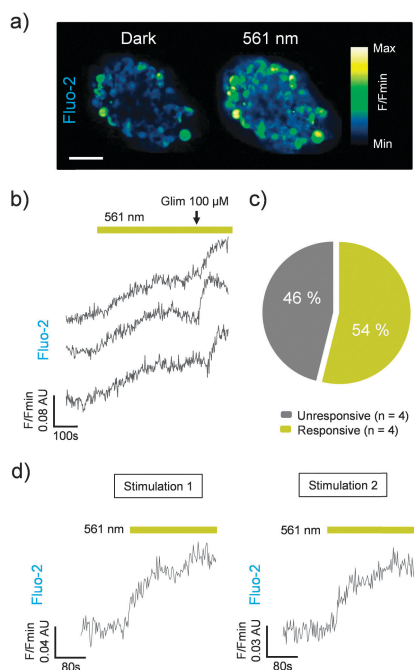 a)
Dark
561 nm
Fluo-2
Max
F/Fmin
Min
b)
Glim 100 µM
561 nm
Fluo-2
F/Fmin
0.08 AU
100s
c)
46 %
54 %
Unresponsive (n = 4)
Responsive (n = 4)
d)
Stimulation 1
561 nm
Fluo-2
F/Fmin
0.04 AU
80s
Stimulation 2
561 nm
Fluo-2
F/Fmin
0.03 AU
80s